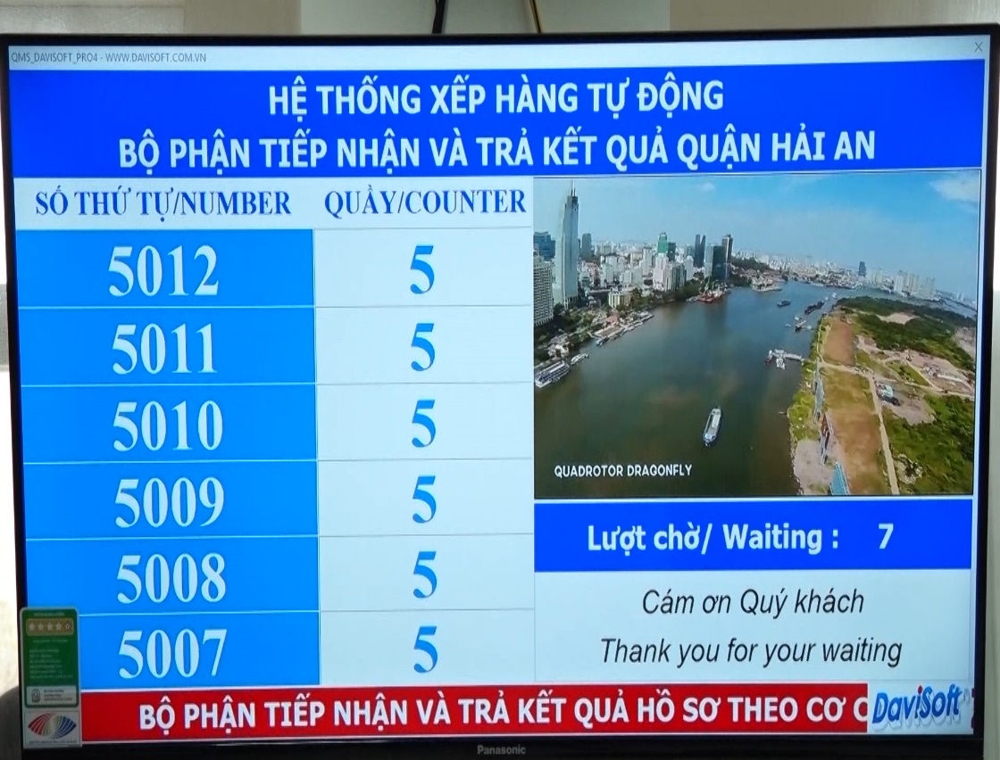 QMS_DAVISOFT_PRO4 - WWW.DAVISOFT.COM.VN
HỆ THỐNG XẾP HÀNG TỰ ĐỘNG
BỘ PHẬN TIẾP NHẬN VÀ TRẢ KẾT QUẢ QUẬN HẢI AN
SỐ THỨ TỰ/NUMBER QUẦY/COUNTER
5012 5
5011 5
5010 5
5009 5
5008 5
5007 5
QUADROTOR DRAGONFLY
Lượt chờ/ Waiting : 7
Cám ơn Quý khách
Thank you for your waiting
BỘ PHẬN TIẾP NHẬN VÀ TRẢ KẾT QUẢ HỒ SƠ THEO CƠ C
DaviSoft
Panasonic